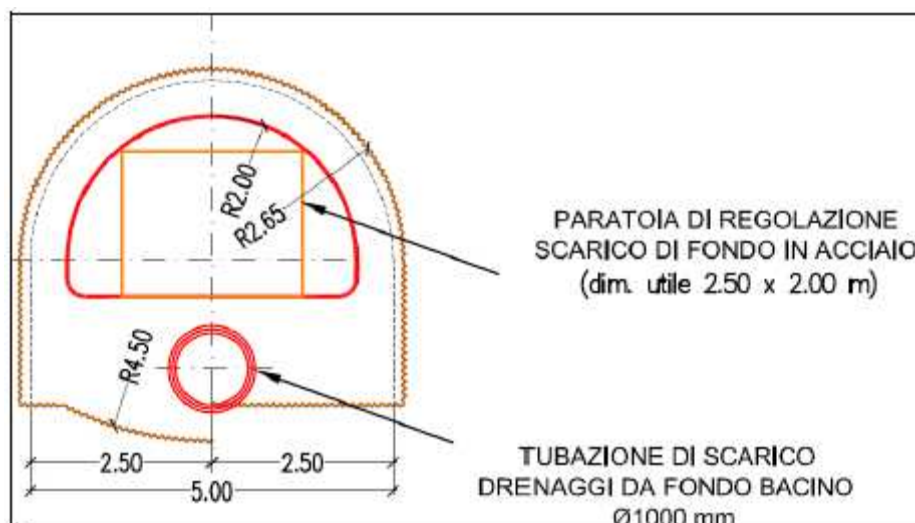 R2.00
R2.65
PARATOIA DI REGOLAZIONE
SCARICO DI FONDO IN ACCIAIO
(dim. utile 2.50 x 2.00 m)
R4.50
2.50
2.50
5.00
TUBAZIONE DI SCARICO
DRENAGGI DA FONDO BACINO
Ø1000 mm